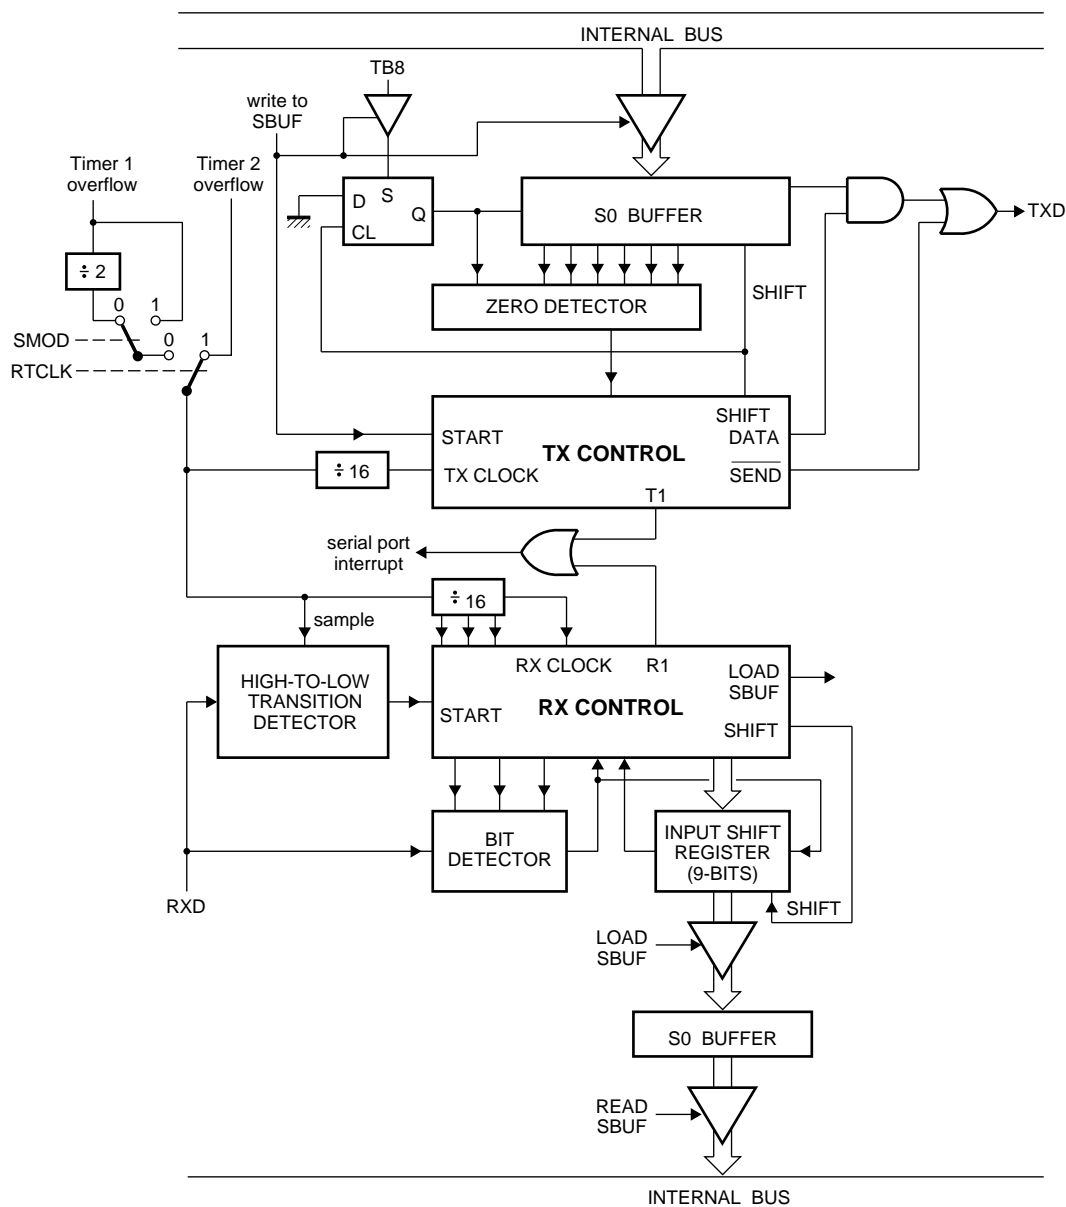 INTERNAL BUS
TB8
write to
SBUF
Timer 1
overflow
Timer 2
overflow
D
S
Q
CL
S0 BUFFER
TXD
÷ 2
ZERO DETECTOR
SHIFT
0
1
SMOD
0
1
RTCLK
SHIFT
START
TX CONTROL
DATA
÷ 16
TX CLOCK
SEND
T1
serial port
interrupt
÷ 16
sample
RX CLOCK
R1
LOAD
SBUF
HIGH-TO-LOW
TRANSITION
DETECTOR
START
RX CONTROL
SHIFT
BIT
DETECTOR
INPUT SHIFT
REGISTER
(9-BITS)
RXD
SHIFT
LOAD
SBUF
S0 BUFFER
READ
SBUF
INTERNAL BUS